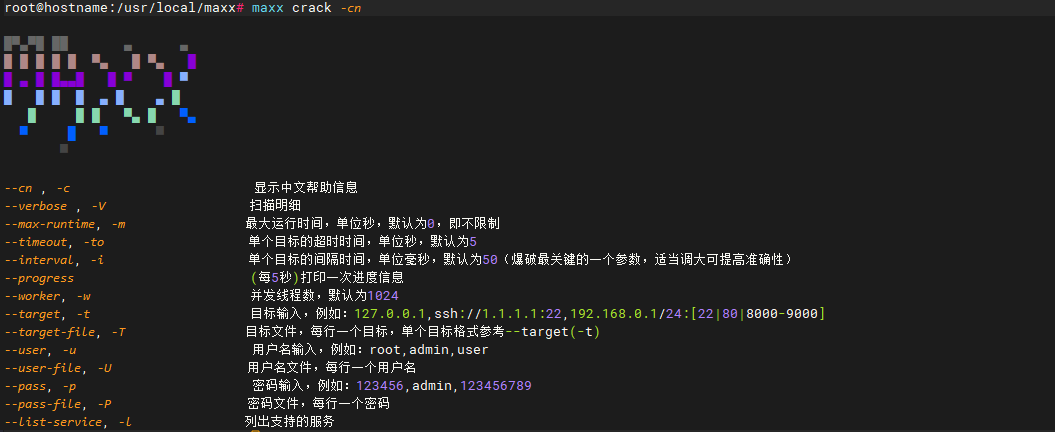 root@hostname:/usr/local/maxx# maxx crack -cn
MAXX
--cn , -c 显示中文帮助信息
--verbose , -V 扫描明细
--max-runtime, -m 最大运行时间，单位秒，默认为0，即不限制
--timeout, -to 单个目标的超时时间，单位秒，默认为5
--interval, -i 单个目标的间隔时间，单位毫秒，默认为50（爆破最关键的一个参数，适当调大可提高准确性）
--progress (每5秒)打印一次进度信息
--worker, -w 并发线程数，默认为1024
--target, -t 目标输入，例如：127.0.0.1,ssh://1.1.1.1:22,192.168.0.1/24:[22|80|8000-9000]
--target-file, -T 目标文件，每行一个目标，单个目标格式参考--target(-t)
--user, -u 用户名输入，例如：root,admin,user
--user-file, -U 用户名文件，每行一个用户名
--pass, -p 密码输入，例如：123456,admin,123456789
--pass-file, -P 密码文件，每行一个密码
--list-service, -l 列出支持的服务